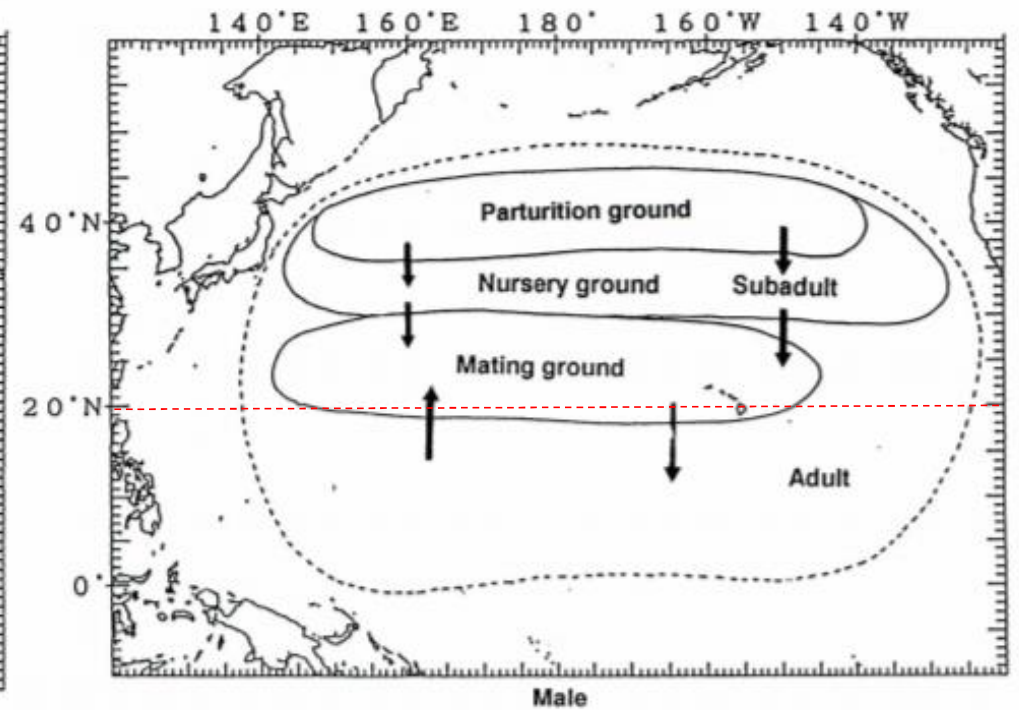 140°E 160°E 180° 160°W 140°W
Parturition ground
40°N
Nursery ground Subadult
Mating ground
20°N
Adult
0°
Male